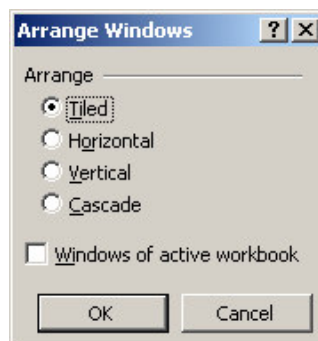 Arrange Windows
Arrange
Tiled
Horizontal
Vertical
Cascade
Windows of active workbook
OK Cancel